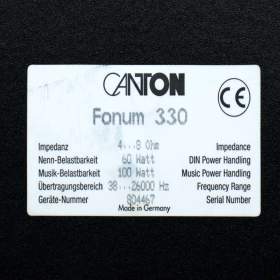 CANTON
CE
Fonum 330
Impedanz 4...8 Ohm Impedance
Nenn-Belastbarkeit 60 Watt DIN Power Handling
Musik-Belastbarkeit 100 Watt Music Power Handling
Übertragungsbereich 38...26000 Hz Frequency Range
Geräte-Nummer 804467 Serial Number
Made in Germany